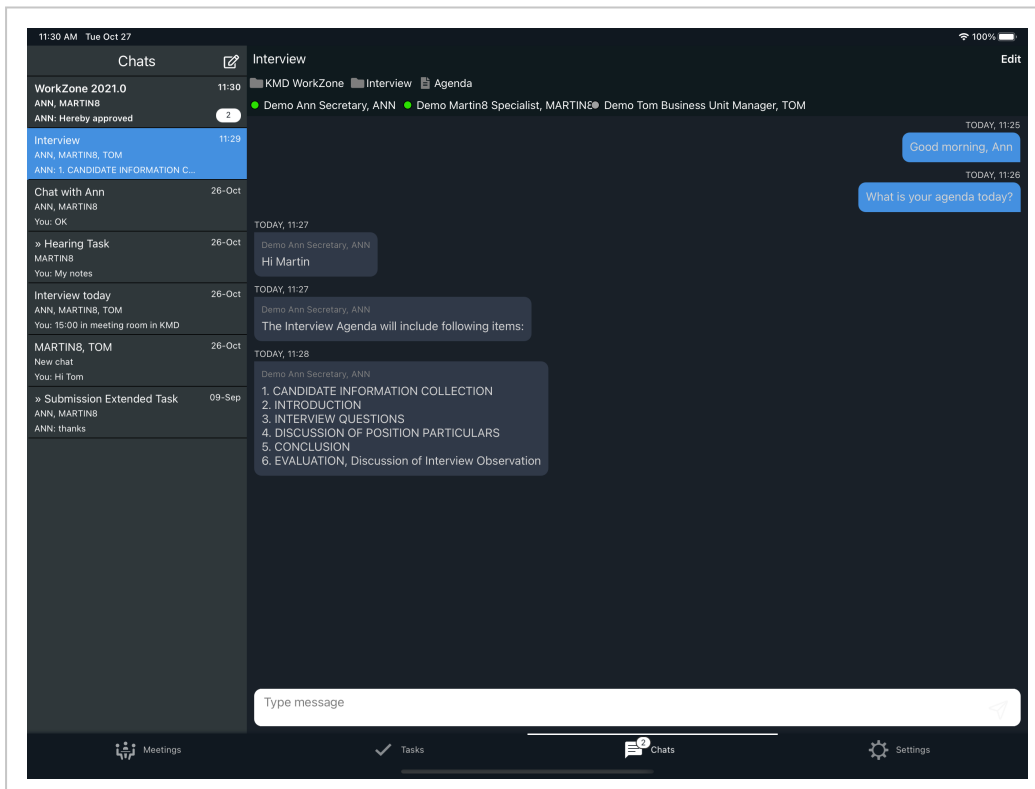 11:30 AM Tue Oct 27
100%
Chats
WorkZone 2021.0
11:30
ANN, MARTIN8
ANN: Hereby approved
2
Interview
11:29
ANN, MARTIN8, TOM
ANN: 1. CANDIDATE INFORMATION C...
Chat with Ann
26-Oct
ANN, MARTIN8
You: OK
» Hearing Task
26-Oct
MARTIN8
You: My notes
Interview today
26-Oct
ANN, MARTIN8, TOM
You: 15:00 in meeting room in KMD
MARTIN8, TOM
26-Oct
New chat
You: Hi Tom
» Submission Extended Task
09-Sep
ANN, MARTIN8
ANN: thanks
Interview
Edit
KMD WorkZone Interview Agenda
Demo Ann Secretary, ANN Demo Martin8 Specialist, MARTIN8 Demo Tom Business Unit Manager, TOM
TODAY, 11:25
Good morning, Ann
TODAY, 11:26
What is your agenda today?
TODAY, 11:27
Demo Ann Secretary, ANN
Hi Martin
TODAY, 11:27
Demo Ann Secretary, ANN
The Interview Agenda will include following items:
TODAY, 11:28
Demo Ann Secretary, ANN
1. CANDIDATE INFORMATION COLLECTION
2. INTRODUCTION
3. INTERVIEW QUESTIONS
4. DISCUSSION OF POSITION PARTICULARS
5. CONCLUSION
6. EVALUATION, Discussion of Interview Observation
Type message
Meetings
Tasks
2
Chats
Settings